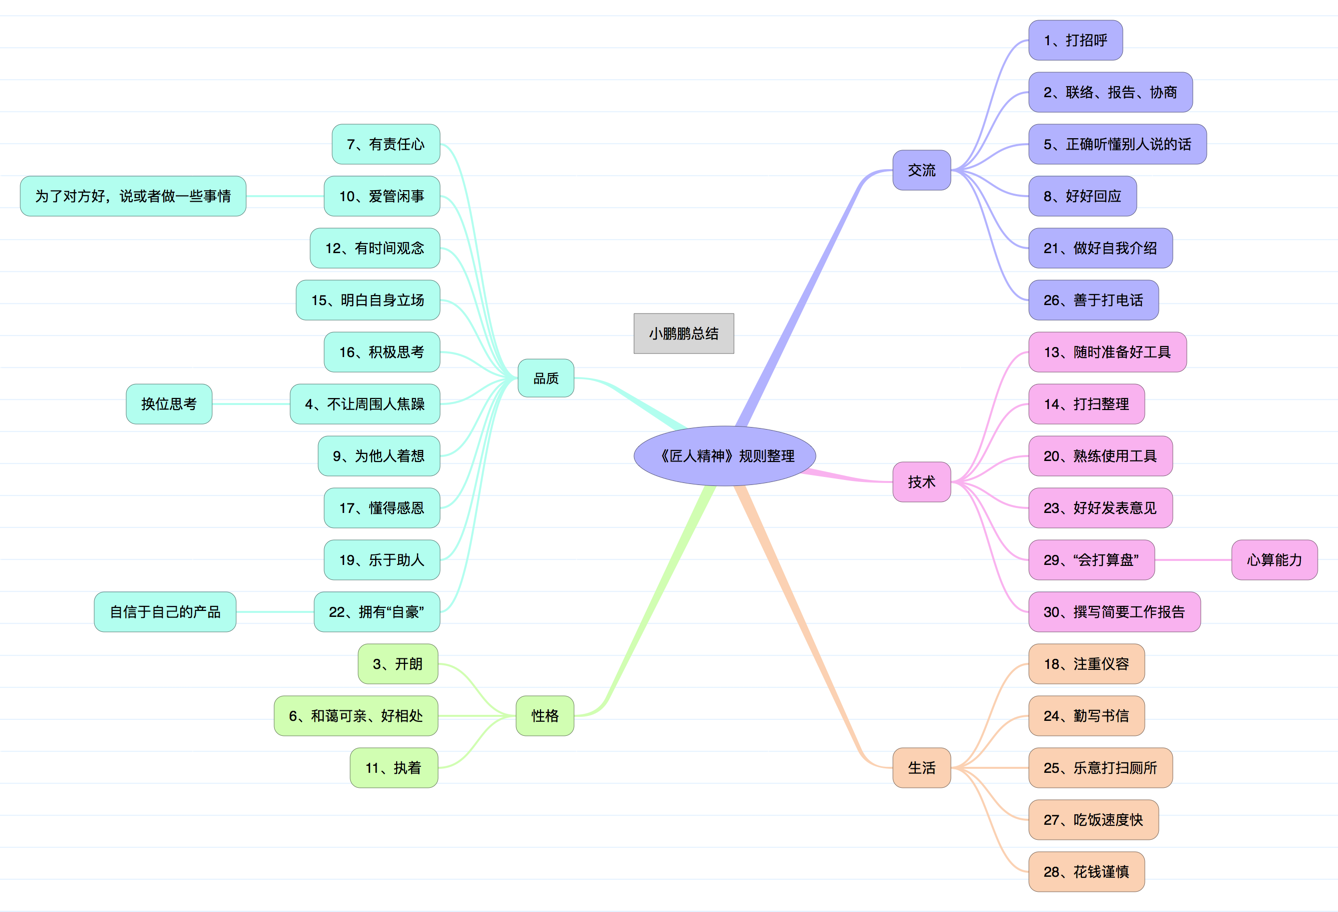 《匠人精神》规则整理
小鹏鹏总结
交流
1、打招呼
2、联络、报告、协商
5、正确听懂别人说的话
8、好好回应
21、做好自我介绍
26、善于打电话
技术
13、随时准备好工具
14、打扫整理
20、熟练使用工具
23、好好发表意见
29、“会打算盘”
心算能力
30、撰写简要工作报告
生活
18、注重仪容
24、勤写书信
25、乐意打扫厕所
27、吃饭速度快
28、花钱谨慎
品质
7、有责任心
10、爱管闲事
为了对方好，说或者做一些事情
12、有时间观念
15、明白自身立场
16、积极思考
4、不让周围人焦躁
换位思考
9、为他人着想
17、懂得感恩
19、乐于助人
22、拥有“自豪”
自信于自己的产品
性格
3、开朗
6、和蔼可亲、好相处
11、执着